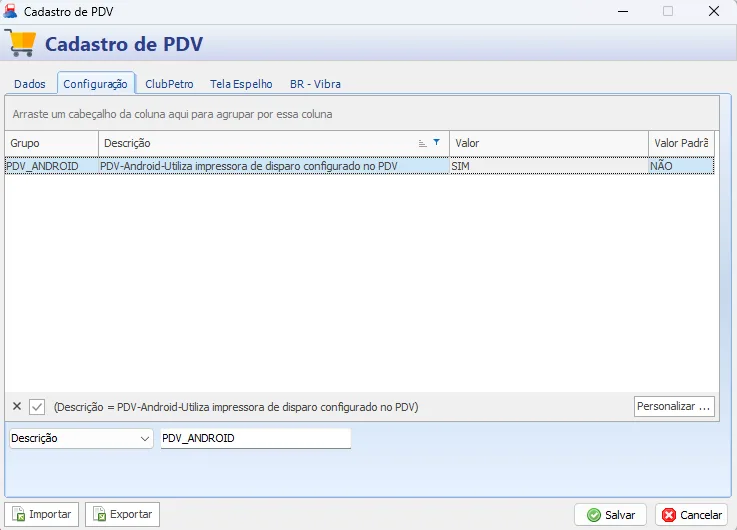 Cadastro de PDV
Cadastro de PDV
Dados Configuração ClubPetro Tela Espelho BR - Vibra
Arraste um cabeçalho da coluna aqui para agrupar por essa coluna
Grupo Descrição Valor Valor Padrã
PDV_ANDROID PDV-Android-Utiliza impressora de disparo configurado no PDV SIM NÃO
(Descrição = PDV-Android-Utiliza impressora de disparo configurado no PDV) Personalizar ...
Descrição PDV_ANDROID
Importar Exportar Salvar Cancelar